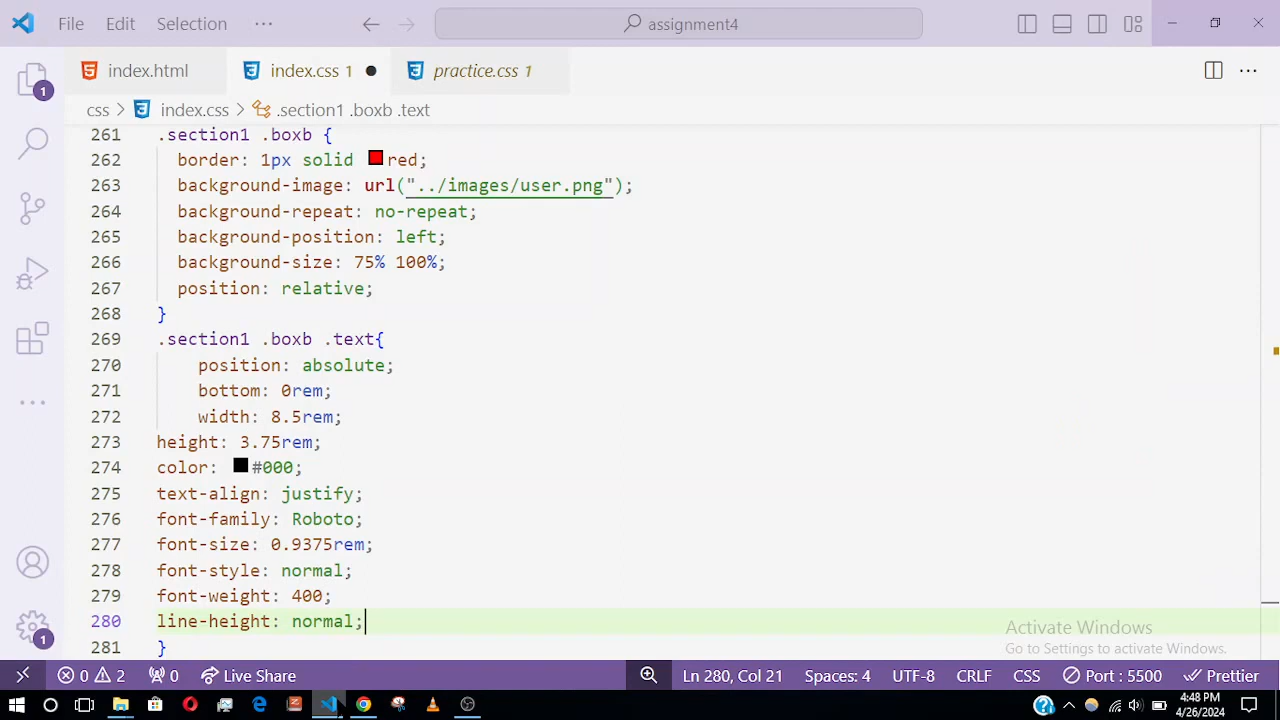 File Edit Selection ··· assignment4
index.html index.css 1 practice.css 1 ···
css > index.css > .section1 .boxb .text
261 .section1 .boxb {
262 border: 1px solid red;
263 background-image: url("../images/user.png");
264 background-repeat: no-repeat;
265 background-position: left;
266 background-size: 75% 100%;
267 position: relative;
268 }
269 .section1 .boxb .text{
270 position: absolute;
271 bottom: 0rem;
272 width: 8.5rem;
273 height: 3.75rem;
274 color: #000;
275 text-align: justify;
276 font-family: Roboto;
277 font-size: 0.9375rem;
278 font-style: normal;
279 font-weight: 400;
280 line-height: normal;
281 }
1
1
Activate Windows
Go to Settings to activate Windows.
0 2 0 Live Share Ln 280, Col 21 Spaces: 4 UTF-8 CRLF CSS Port : 5500 Prettier
4:48 PM
4/26/2024